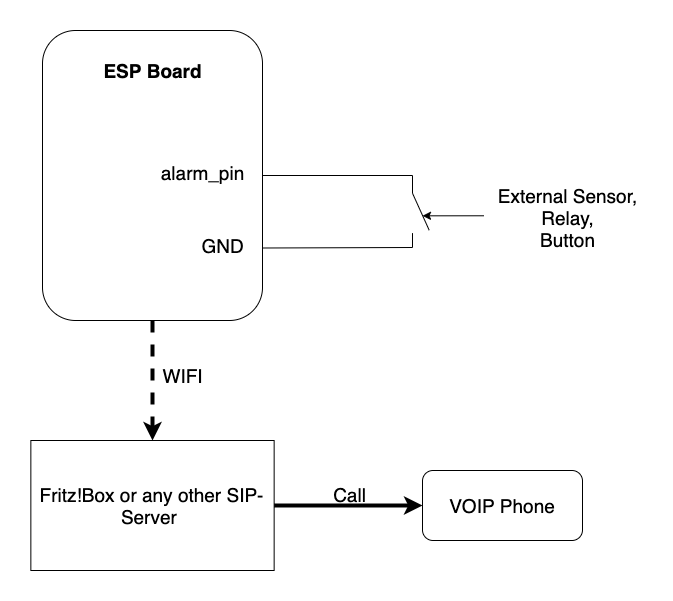 ESP Board
alarm_pin
External Sensor,
Relay,
Button
GND
WIFI
Fritz!Box or any other SIP-
Server
Call
VOIP Phone